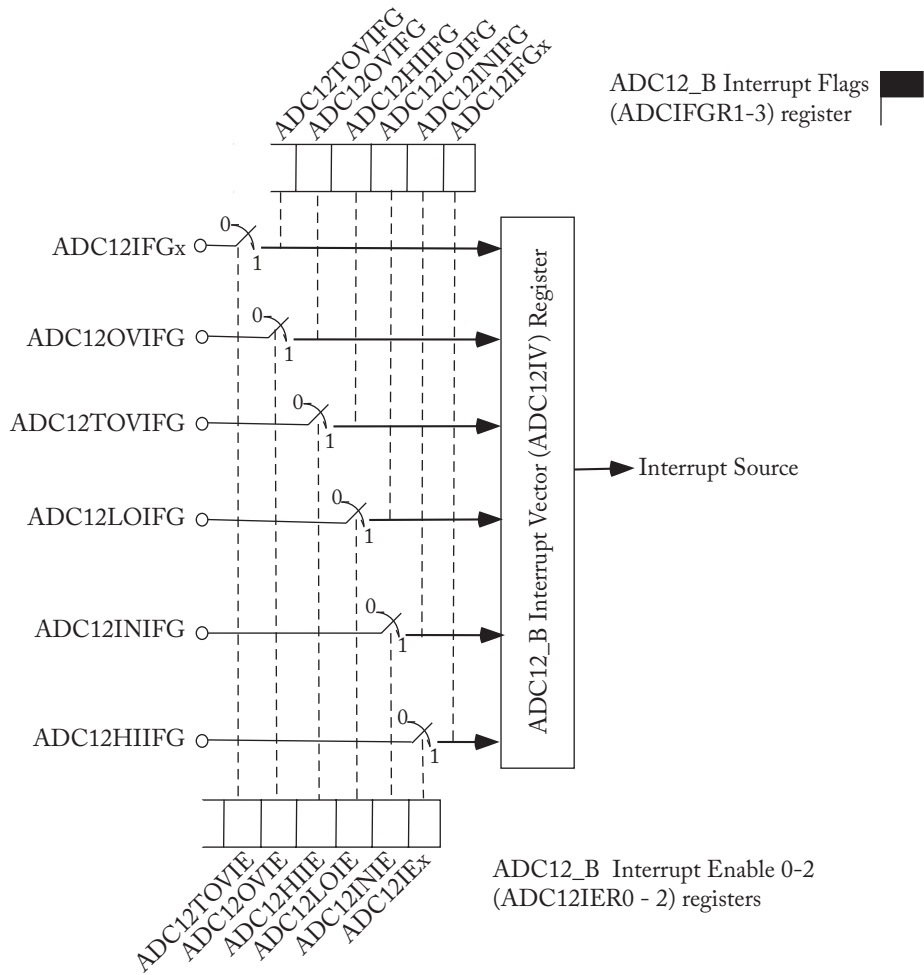 ADC12TOVIFG
ADC12OVIFG
ADC12HIIFG
ADC12LOIFG
ADC12INIFG
ADC12IFGx
ADC12_B Interrupt Flags
(ADCIFGR1-3) register
ADC12IFGx
0
1
ADC12OVIFG
0
1
ADC12TOVIFG
0
1
ADC12LOIFG
0
1
ADC12INIFG
0
1
ADC12HIIFG
0
1
ADC12_B Interrupt Vector (ADC12IV) Register
Interrupt Source
ADC12TOVIE
ADC12OVIE
ADC12HIIE
ADC12LOIE
ADC12INIE
ADC12IEx
ADC12_B Interrupt Enable 0-2
(ADC12IER0 - 2) registers